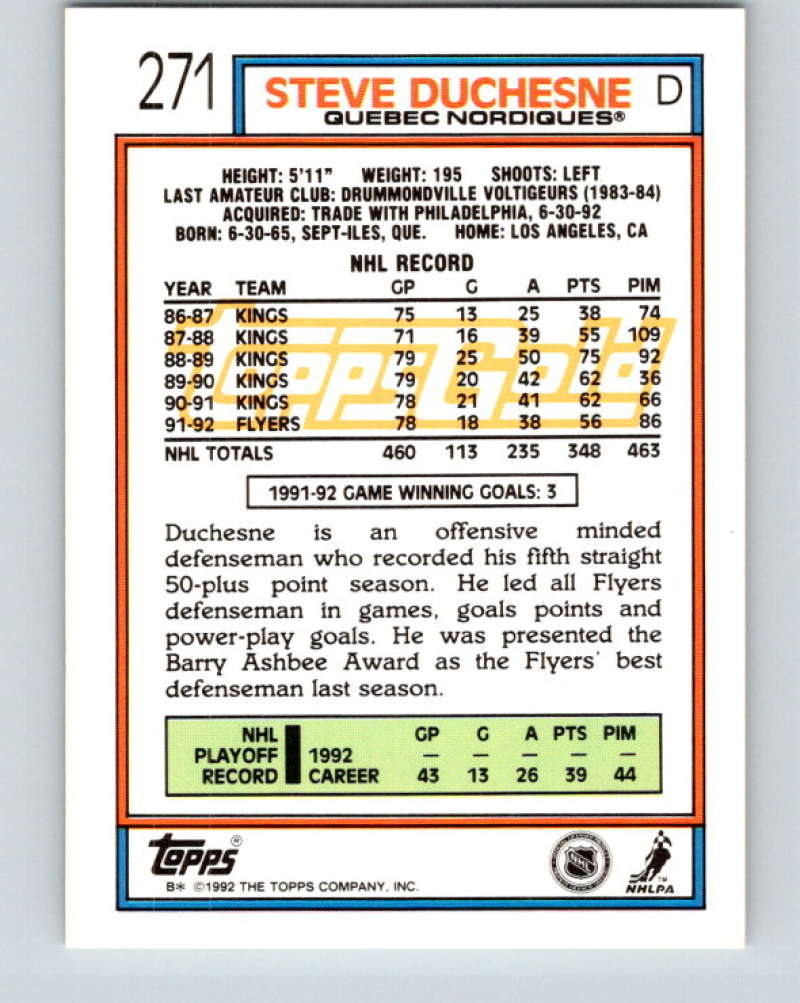 271
STEVE DUCHESNE D
QUEBEC NORDIQUES®
HEIGHT: 5'11" WEIGHT: 195 SHOOTS: LEFT
LAST AMATEUR CLUB: DRUMMONDVILLE VOLTIGEURS (1983-84)
ACQUIRED: TRADE WITH PHILADELPHIA, 6-30-92
BORN: 6-30-65, SEPT-ILES, QUE. HOME: LOS ANGELES, CA
NHL RECORD
YEAR TEAM GP G A PTS PIM
86-87 KINGS 75 13 25 38 74
87-88 KINGS 71 16 39 55 109
88-89 KINGS 79 25 50 75 92
89-90 KINGS 79 20 42 62 36
90-91 KINGS 78 21 41 62 66
91-92 FLYERS 78 18 38 56 86
Topps Gold
NHL TOTALS 460 113 235 348 463
1991-92 GAME WINNING GOALS: 3
Duchesne is an offensive minded
defenseman who recorded his fifth straight
50-plus point season. He led all Flyers
defenseman in games, goals points and
power-play goals. He was presented the
Barry Ashbee Award as the Flyers' best
defenseman last season.
NHL GP G A PTS PIM
PLAYOFF 1992 — — — — —
RECORD CAREER 43 13 26 39 44
Topps®
B* ©1992 THE TOPPS COMPANY, INC.
NHL
TM
NHLPA